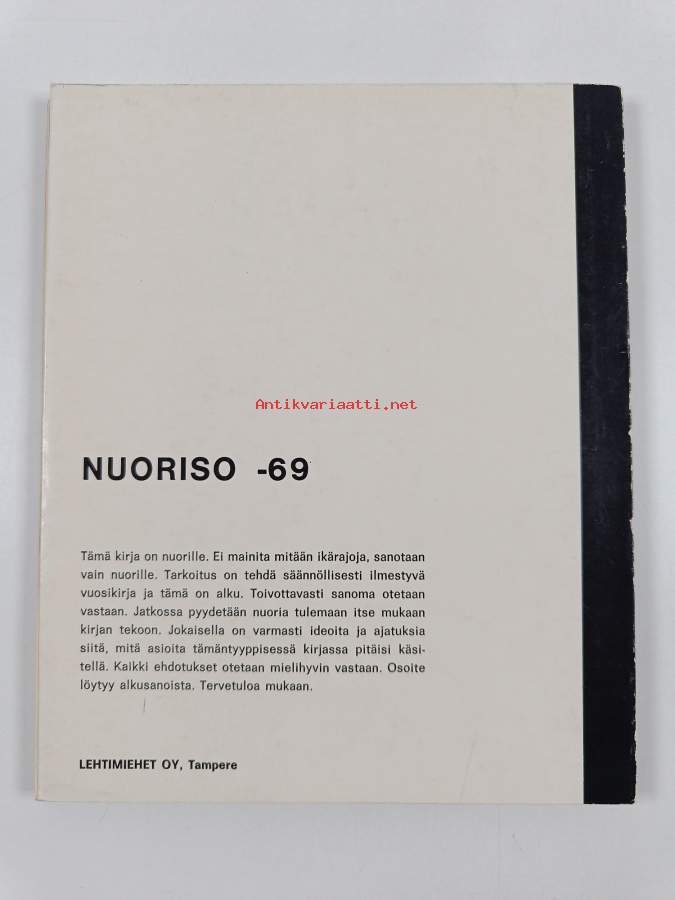 Antikvariaatti.net
NUORISO -69
Tämä kirja on nuorille. Ei mainita mitään ikärajoja, sanotaan
vain nuorille. Tarkoitus on tehdä säännöllisesti ilmestyvä
vuosikirja ja tämä on alku. Toivottavasti sanoma otetaan
vastaan. Jatkossa pyydetään nuoria tulemaan itse mukaan
kirjan tekoon. Jokaisella on varmasti ideoita ja ajatuksia
siitä, mitä asioita tämäntyyppisessä kirjassa pitäisi käsi-
tellä. Kaikki ehdotukset otetaan mielihyvin vastaan. Osoite
löytyy alkusanoista. Tervetuloa mukaan.
LEHTIMIEHET OY, Tampere